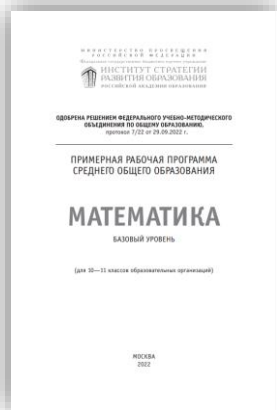 МИНИСТЕРСТВО ПРОСВЕЩЕНИЯ
РОССИЙСКОЙ ФЕДЕРАЦИИ
ИНСТИТУТ СТРАТЕГИИ
РАЗВИТИЯ ОБРАЗОВАНИЯ
РОССИЙСКОЙ АКАДЕМИИ ОБРАЗОВАНИЯ
ОДОБРЕНА РЕШЕНИЕМ ФЕДЕРАЛЬНОГО УЧЕБНО-МЕТОДИЧЕСКОГО
ОБЪЕДИНЕНИЯ ПО ОБЩЕМУ ОБРАЗОВАНИЮ,
протокол 7/22 от 29.09.2022 г.
ПРИМЕРНАЯ РАБОЧАЯ ПРОГРАММА
СРЕДНЕГО ОБЩЕГО ОБРАЗОВАНИЯ
МАТЕМАТИКА
БАЗОВЫЙ УРОВЕНЬ
(для 10—11 классов образовательных организаций)
МОСКВА
2022